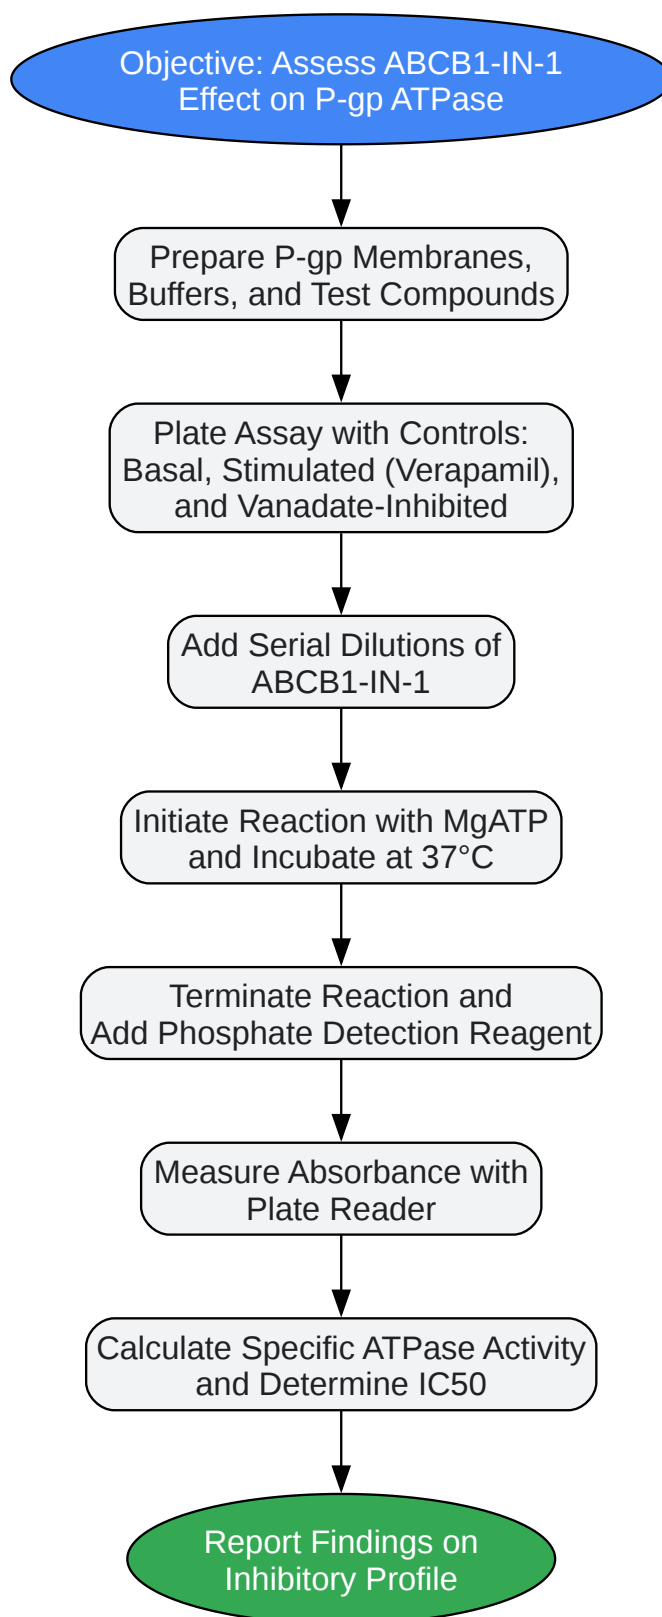 Objective: Assess ABCB1-IN-1
Effect on P-gp ATPase
Prepare P-gp Membranes,
Buffers, and Test Compounds
Plate Assay with Controls:
Basal, Stimulated (Verapamil),
and Vanadate-Inhibited
Add Serial Dilutions of
ABCB1-IN-1
Initiate Reaction with MgATP
and Incubate at 37°C
Terminate Reaction and
Add Phosphate Detection Reagent
Measure Absorbance with
Plate Reader
Calculate Specific ATPase Activity
and Determine IC50
Report Findings on
Inhibitory Profile